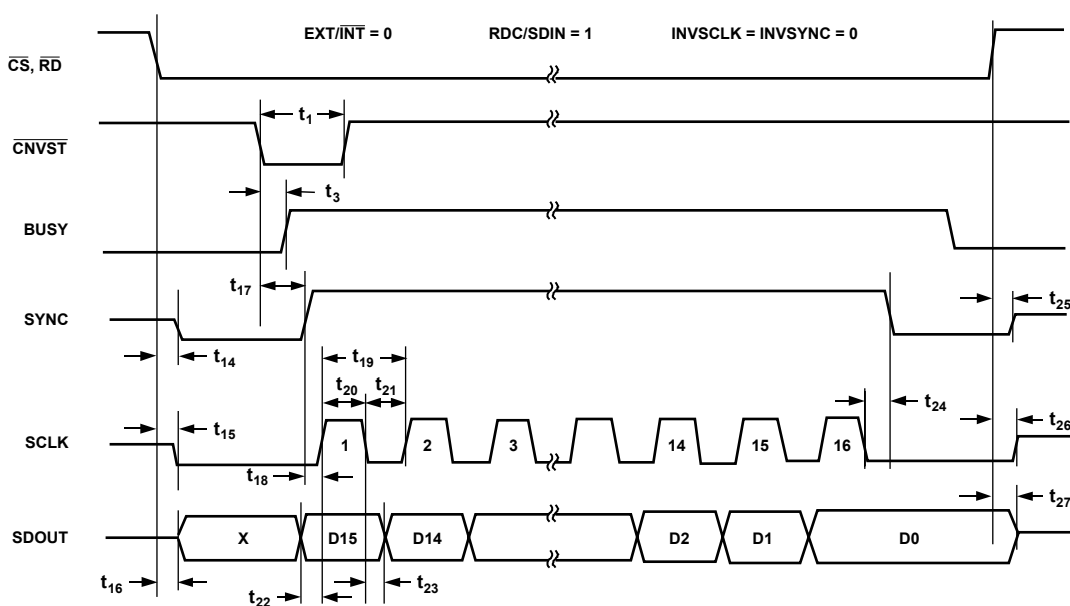 EXT/INT = 0 RDC/SDIN = 1 INVSCLK = INVSYNC = 0
CS, RD
t1
CNVST
t3
BUSY
t17
SYNC
t25
t14
t19
t20 t21
t24
t15
t26
SCLK
1 2 3 14 15 16
t18
t27
SDOUT
X D15 D14 D2 D1 D0
t16
t22
t23